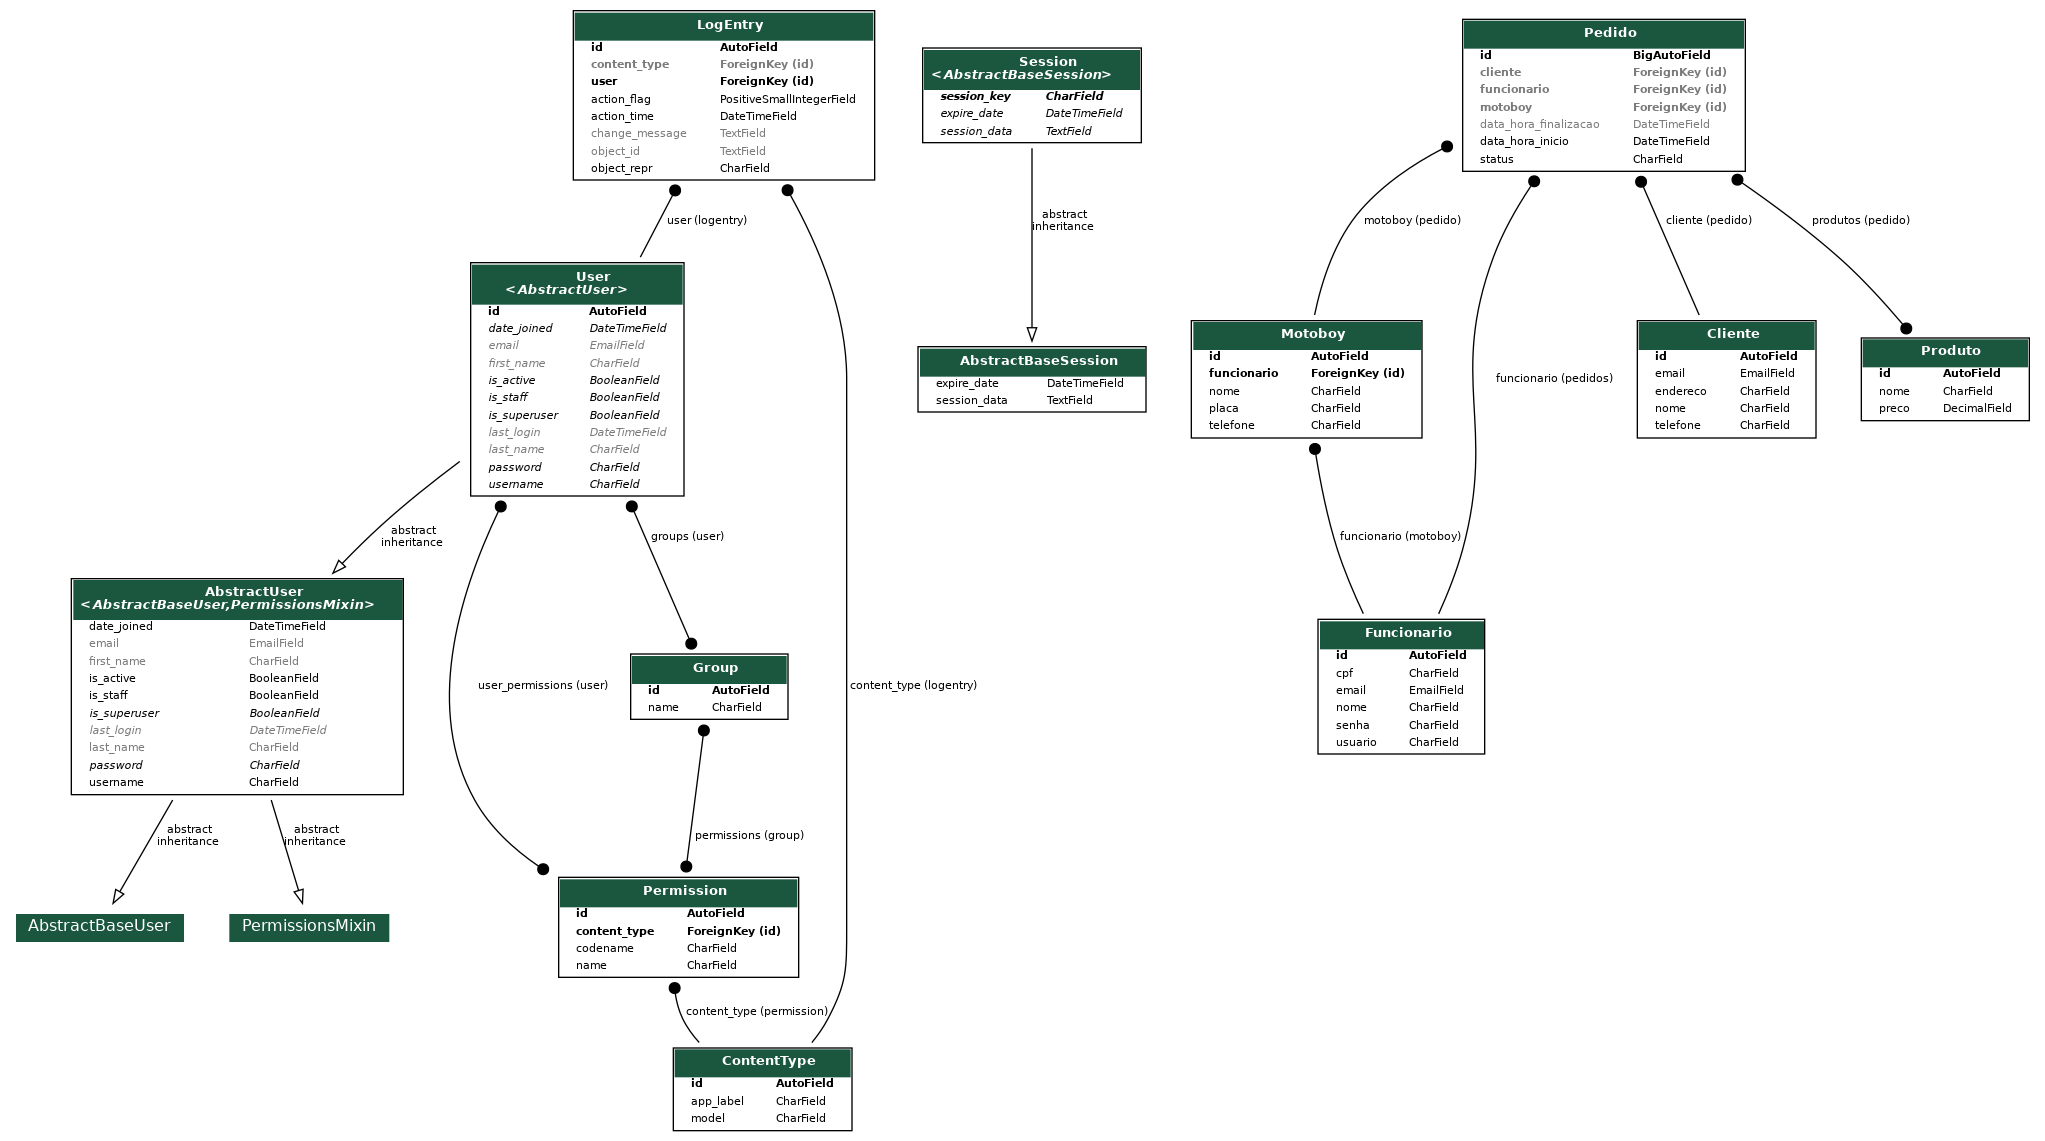 LogEntry
id AutoField
content_type ForeignKey (id)
user ForeignKey (id)
action_flag PositiveSmallIntegerField
action_time DateTimeField
change_message TextField
object_id TextField
object_repr CharField
Session
<AbstractBaseSession>
session_key CharField
expire_date DateTimeField
session_data TextField
Pedido
id BigAutoField
cliente ForeignKey (id)
funcionario ForeignKey (id)
motoboy ForeignKey (id)
data_hora_finalizacao DateTimeField
data_hora_inicio DateTimeField
status CharField
user (logentry)
abstract
inheritance
motoboy (pedido)
cliente (pedido)
produtos (pedido)
User
<AbstractUser>
id AutoField
date_joined DateTimeField
email EmailField
first_name CharField
is_active BooleanField
is_staff BooleanField
is_superuser BooleanField
last_login DateTimeField
last_name CharField
password CharField
username CharField
AbstractBaseSession
expire_date DateTimeField
session_data TextField
Motoboy
id AutoField
funcionario ForeignKey (id)
nome CharField
placa CharField
telefone CharField
funcionario (pedidos)
Cliente
id AutoField
email EmailField
endereco CharField
nome CharField
telefone CharField
Produto
id AutoField
nome CharField
preco DecimalField
abstract
inheritance
groups (user)
funcionario (motoboy)
AbstractUser
<AbstractBaseUser,PermissionsMixin>
date_joined DateTimeField
email EmailField
first_name CharField
is_active BooleanField
is_staff BooleanField
is_superuser BooleanField
last_login DateTimeField
last_name CharField
password CharField
username CharField
user_permissions (user)
Group
id AutoField
name CharField
content_type (logentry)
Funcionario
id AutoField
cpf CharField
email EmailField
nome CharField
senha CharField
usuario CharField
abstract
inheritance
abstract
inheritance
permissions (group)
AbstractBaseUser
PermissionsMixin
Permission
id AutoField
content_type ForeignKey (id)
codename CharField
name CharField
content_type (permission)
ContentType
id AutoField
app_label CharField
model CharField